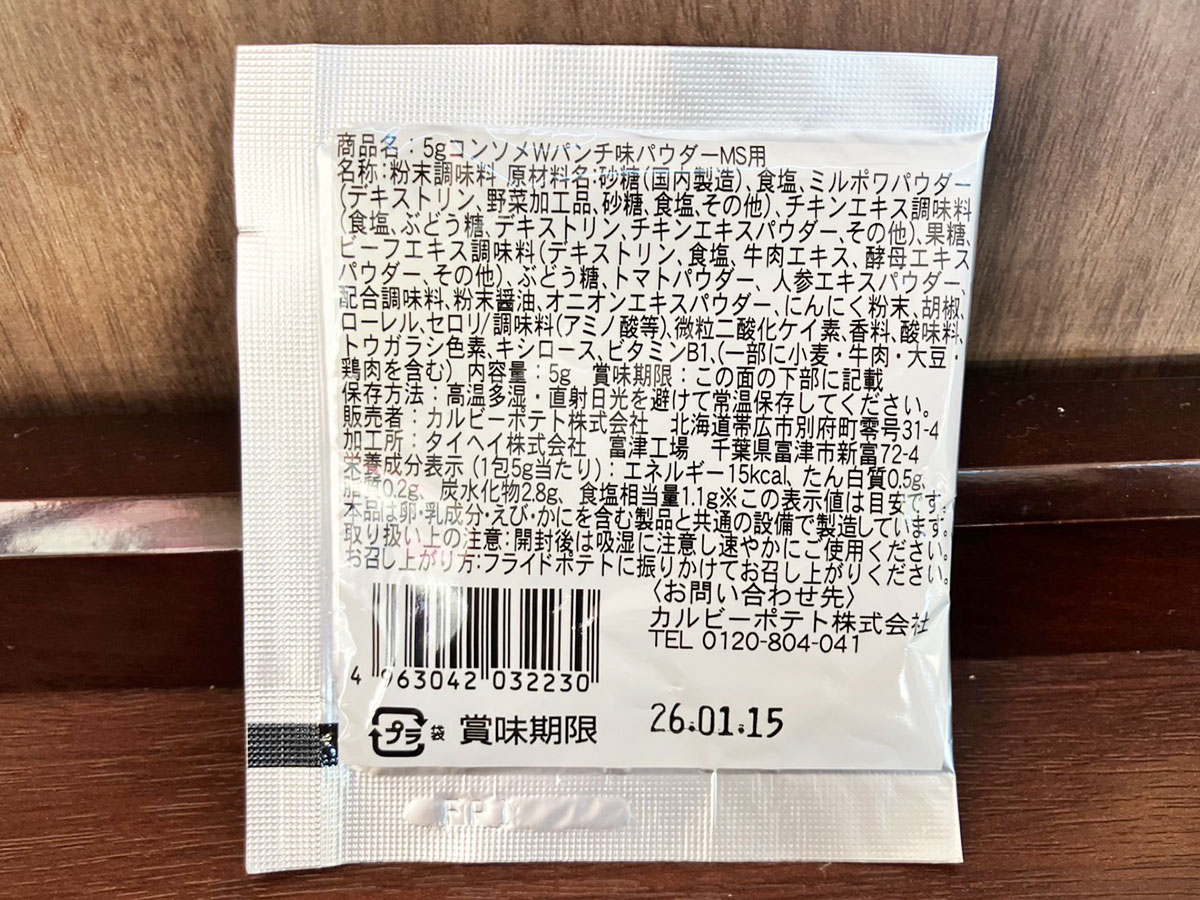 商品名：5gコンソメWパンチ味パウダーMS用
名称：粉末調味料 原材料名：砂糖(国内製造)、食塩、ミルポワパウダー
(デキストリン、野菜加工品、砂糖、食塩、その他)、チキンエキス調味料
(食塩、ぶどう糖、デキストリン、チキンエキスパウダー、その他)、果糖、
ビーフエキス調味料(デキストリン、食塩、牛肉エキス、酵母エキス
パウダー、その他)、ぶどう糖、トマトパウダー、人参エキスパウダー、
配合調味料、粉末醤油、オニオンエキスパウダー、にんにく粉末、胡椒、
ローレル、セロリ/調味料(アミノ酸等)、微粒二酸化ケイ素、香料、酸味料、
トウガラシ色素、キシロース、ビタミンB1、(一部に小麦・牛肉・大豆・
鶏肉を含む) 内容量：5g 賞味期限：この面の下部に記載
保存方法：高温多湿・直射日光を避けて常温保存してください。
販売者：カルビーポテト株式会社 北海道帯広市別府町零号31-4
加工所：タイヘイ株式会社 富津工場 千葉県富津市新富72-4
栄養成分表示(1包5g当たり)：エネルギー15kcal、たん白質0.5g、
脂質0.2g、炭水化物2.8g、食塩相当量1.1g※この表示値は目安です。
本品は卵・乳成分・えび・かにを含む製品と共通の設備で製造しています。
取り扱い上の注意：開封後は吸湿に注意し速やかにご使用ください。
お召し上がり方：フライドポテトに振りかけてお召し上がりください。
〈お問い合わせ先〉
カルビーポテト株式会社
TEL 0120-804-041
4 963042 032230
プラ 袋 賞味期限 26.01.15